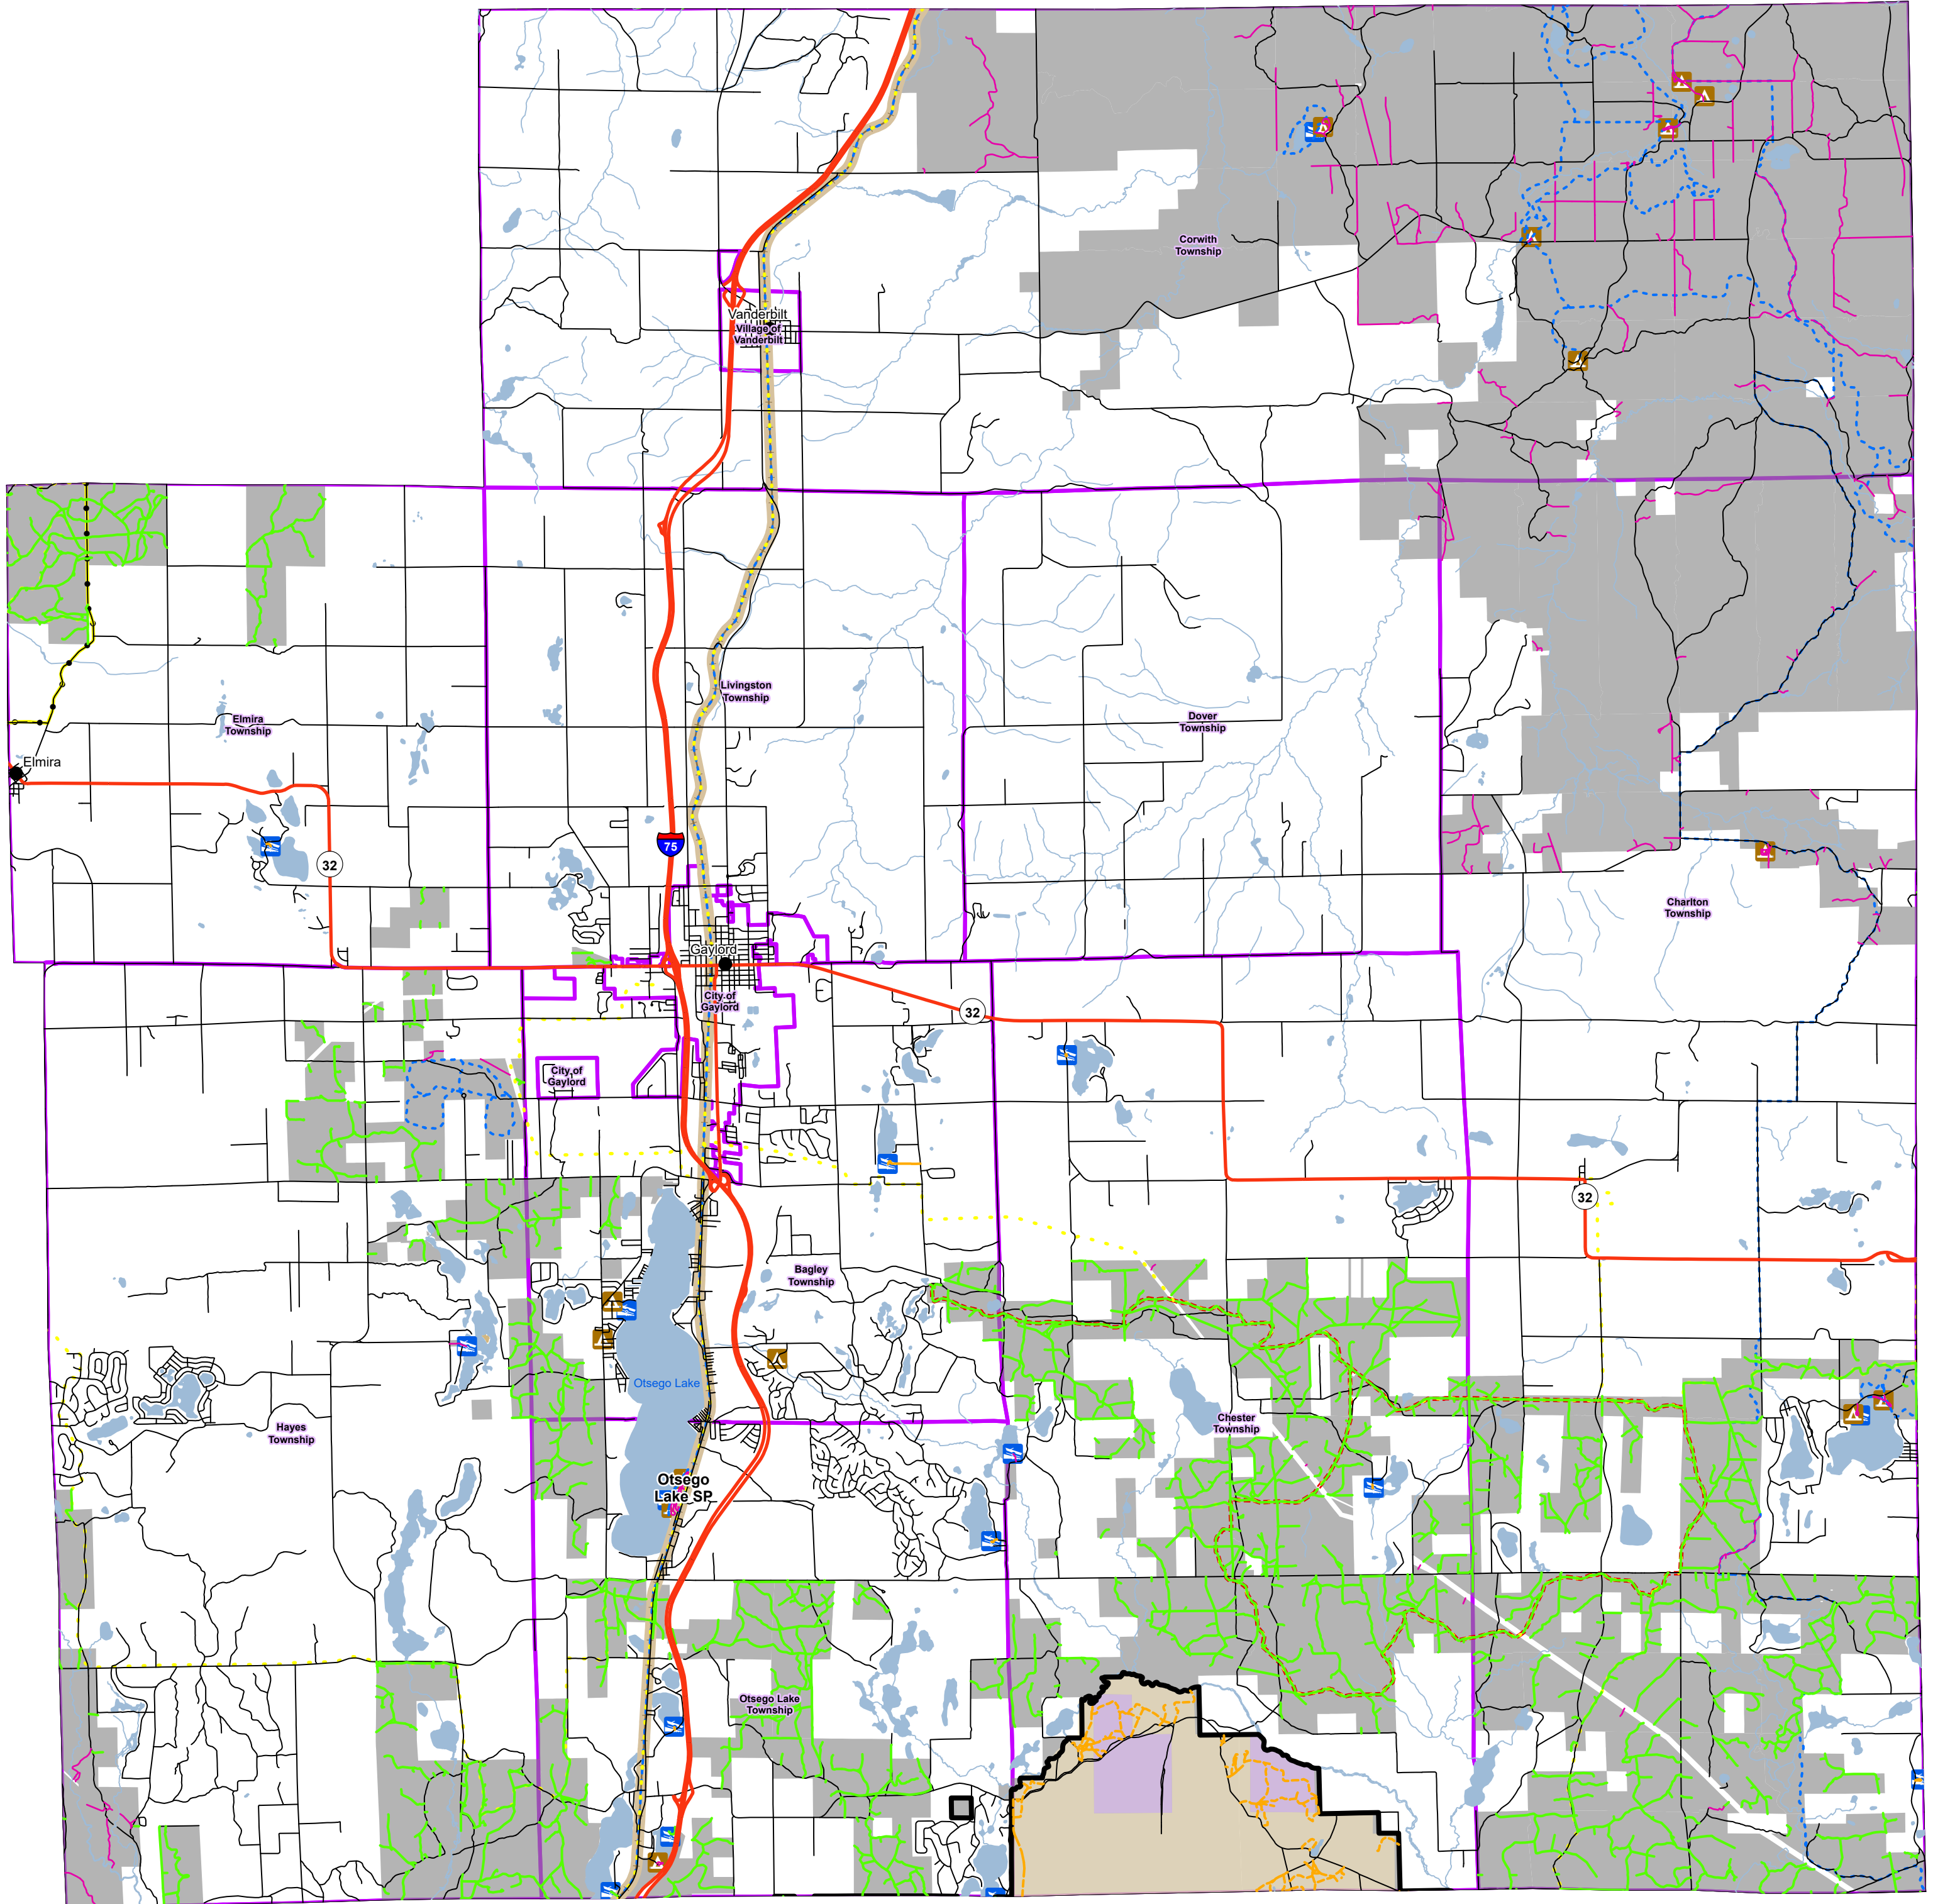 Corwith
Township
Vanderbilt
Village of
Vanderbilt
Livingston
Township
Elmira
Township
Dover
Township
Elmira
75
32
Charlton
Township
Gaylord
City of
Gaylord
32
City of
Gaylord
32
Bagley
Township
Otsego Lake
Hayes
Township
Chester
Township
Otsego
Lake SP
Otsego Lake
Township